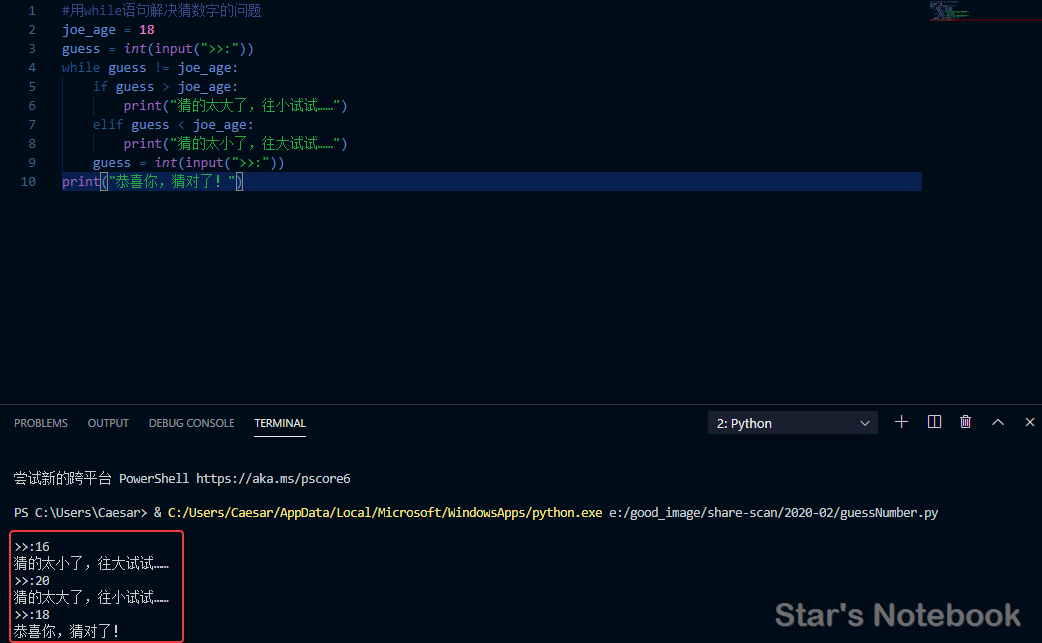 1 #用while语句解决猜数字的问题
2 joe_age = 18
3 guess = int(input(">>:"))
4 while guess != joe_age:
5 if guess > joe_age:
6 print("猜的太大了，往小试试……")
7 elif guess < joe_age:
8 print("猜的太小了，往大试试……")
9 guess = int(input(">>:"))
10 print("恭喜你，猜对了！")
PROBLEMS OUTPUT DEBUG CONSOLE TERMINAL 2: Python
尝试新的跨平台 PowerShell https://aka.ms/pscore6
PS C:\Users\Caesar> & C:/Users/Caesar/AppData/Local/Microsoft/WindowsApps/python.exe e:/good_image/share-scan/2020-02/guessNumber.py
>>:16
猜的太小了，往大试试……
>>:20
猜的太大了，往小试试……
>>:18
恭喜你，猜对了！
Star's Notebook